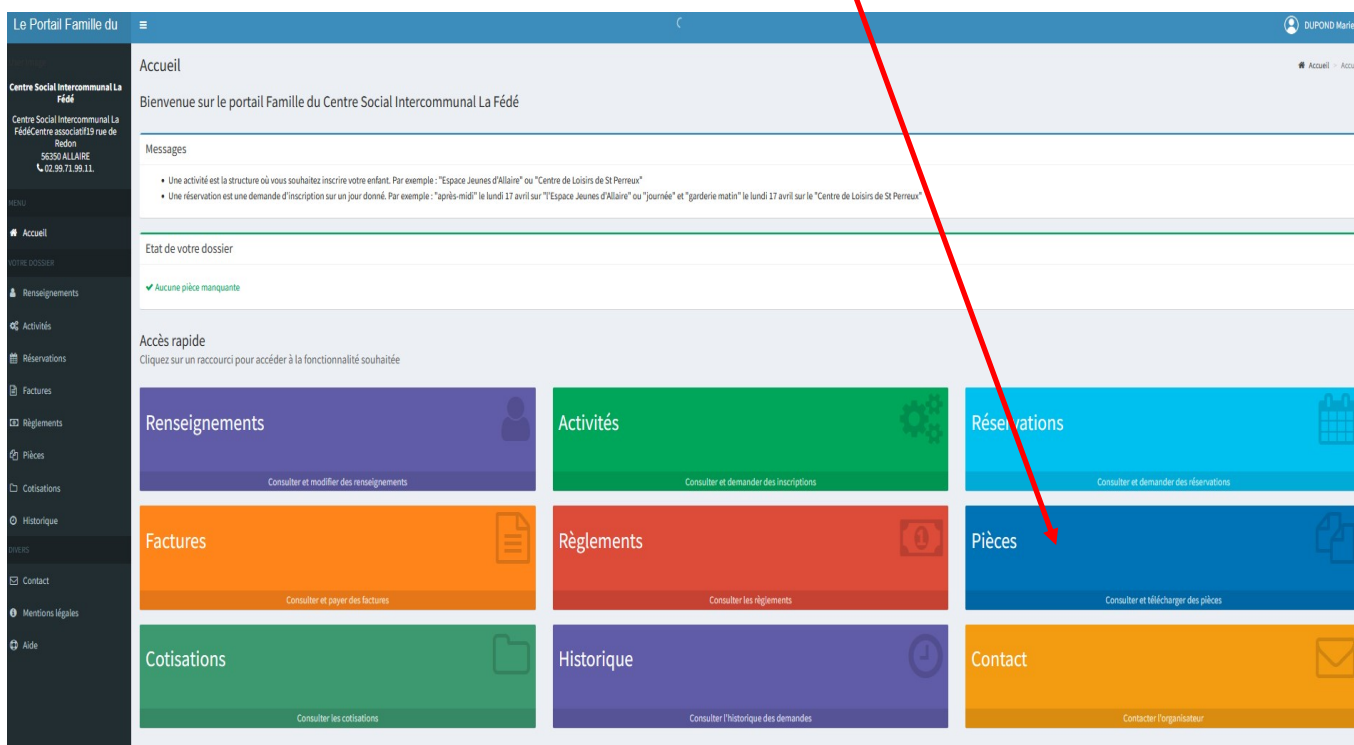 Le Portail Famille du
DUPOND Marie
Centre Social Intercommunal La
Fédé
Centre Social Intercommunal La
FédéCentre associatif19 rue de
Redon
56350 ALLAIRE
02.99.71.99.11.
MENU
Accueil
VOTRE DOSSIER
Renseignements
Activités
Réservations
Factures
Règlements
Pièces
Cotisations
Historique
DIVERS
Contact
Mentions légales
Aide
Accueil
Accueil > Accu
Bienvenue sur le portail Famille du Centre Social Intercommunal La Fédé
Messages
• Une activité est la structure où vous souhaitez inscrire votre enfant. Par exemple : "Espace Jeunes d'Allaire" ou "Centre de Loisirs de St Perreux"
• Une réservation est une demande d'inscription sur un jour donné. Par exemple : "après-midi" le lundi 17 avril sur "l'Espace Jeunes d'Allaire" ou "journée" et "garderie matin" le lundi 17 avril sur le "Centre de Loisirs de St Perreux"
Etat de votre dossier
Aucune pièce manquante
Accès rapide
Cliquez sur un raccourci pour accéder à la fonctionnalité souhaitée
Renseignements
Consulter et modifier des renseignements
Activités
Consulter et demander des inscriptions
Réservations
Consulter et demander des réservations
Factures
Consulter et payer des factures
Règlements
Consulter les règlements
Pièces
Consulter et télécharger des pièces
Cotisations
Consulter les cotisations
Historique
Consulter l'historique des demandes
Contact
Contacter l'organisateur